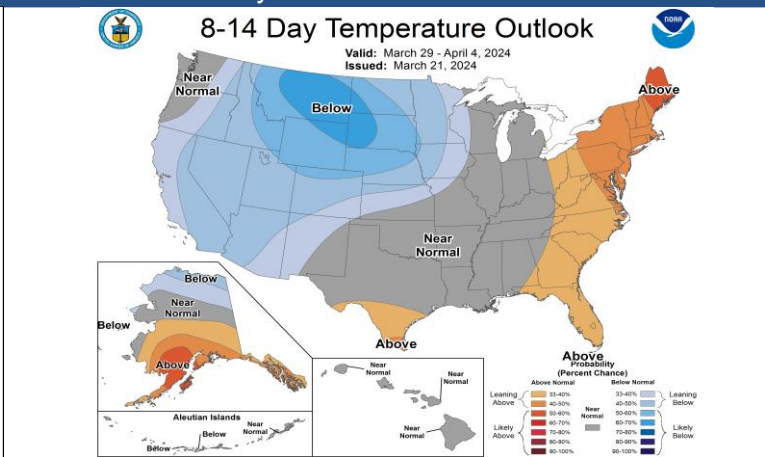 8-14 Day Temperature Outlook
Valid: March 29 - April 4, 2024
Issued: March 21, 2024
NOAA
Near
Normal
Below
Above
Near
Normal
Above
Above
Below
Near
Normal
Below
Above
Aleutian Islands
Below
Below
Near
Normal
Near
Normal
Near
Normal
Near
Normal
Probability
(Percent Chance)
Above Normal
Below Normal
Leaning
Above
33-40%
40-50%
Likely
Above
50-60%
60-70%
70-80%
80-90%
90-100%
Near
Normal
33-40%
40-50%
Leaning
Below
50-60%
60-70%
70-80%
80-90%
90-100%
Likely
Below